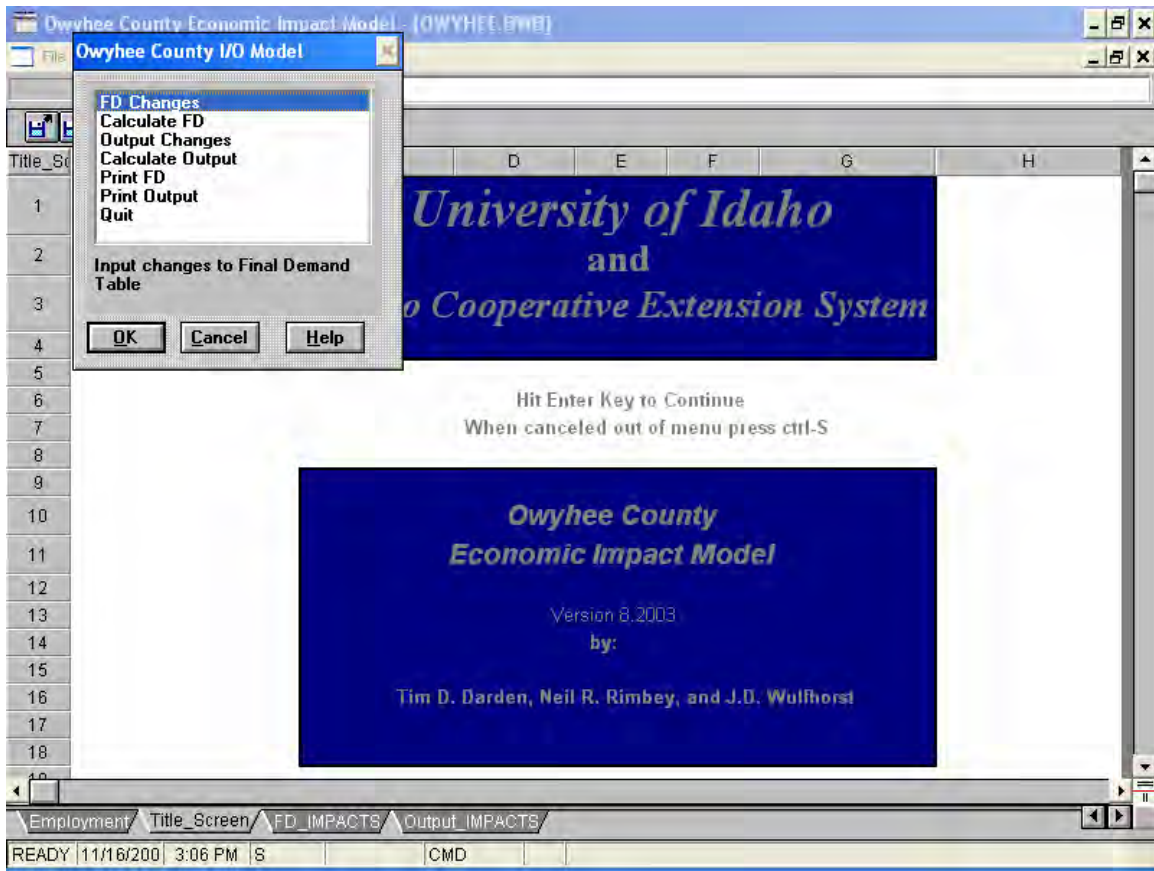 Owyhee County Economic Impact Model - [OWYHEE.BWB]
File
Owyhee County I/O Model
FD Changes
Calculate FD
Output Changes
Calculate Output
Print FD
Print Output
Quit
Input changes to Final Demand
Table
OK Cancel Help
Title_Sc D E F G H
1 University of Idaho
2 and
3 o Cooperative Extension System
4
5
6 Hit Enter Key to Continue
7 When canceled out of menu press ctrl-S
8
9
10 Owyhee County
11 Economic Impact Model
12
13 Version 8.2003
14 by:
15
16 Tim D. Darden, Neil R. Rimbey, and J.D. Wulfhorst
17
18
Employment Title_Screen FD_IMPACTS Output_IMPACTS
READY 11/16/200 3:06 PM S CMD